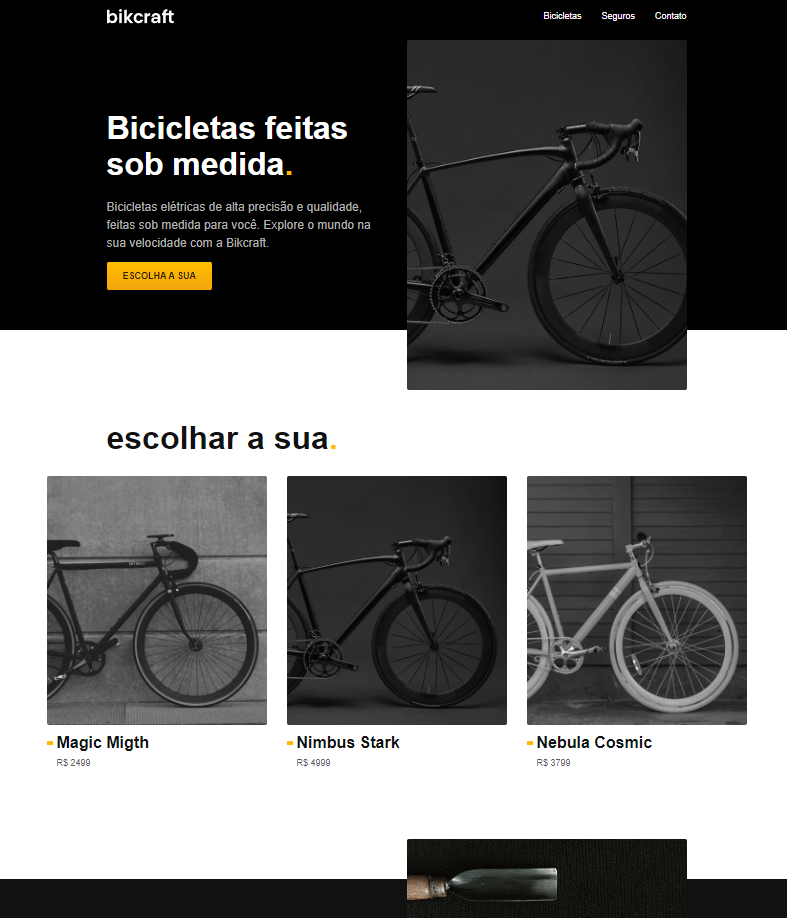 bikcraft
Bicicletas Seguros Contato
Bicicletas feitas
sob medida.
Bicicletas elétricas de alta precisão e qualidade,
feitas sob medida para você. Explore o mundo na
sua velocidade com a Bikcraft.
ESCOLHA A SUA
escolhar a sua.
Magic Migth
R$ 2499
Nimbus Stark
R$ 4999
Nebula Cosmic
R$ 3799